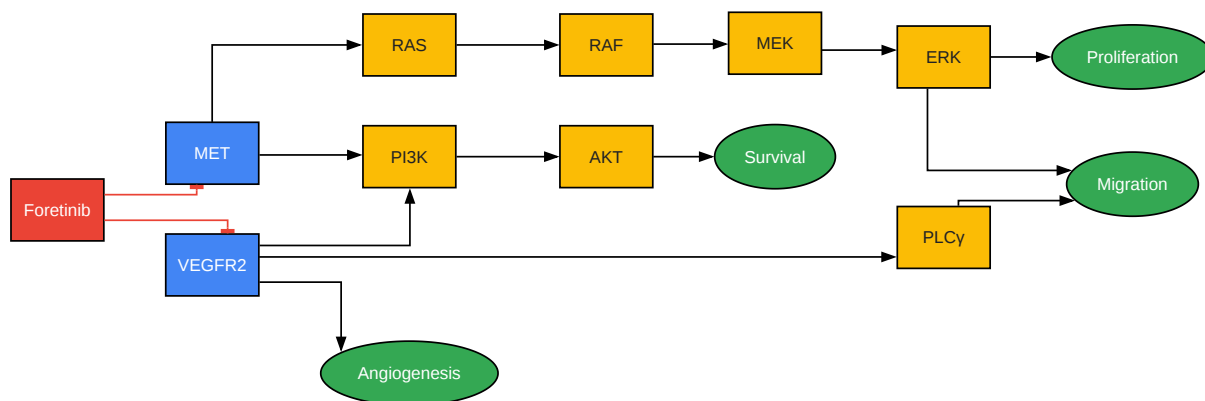 RAS
RAF
MEK
ERK
Proliferation
MET
PI3K
AKT
Survival
Migration
Foretinib
PLCγ
VEGFR2
Angiogenesis